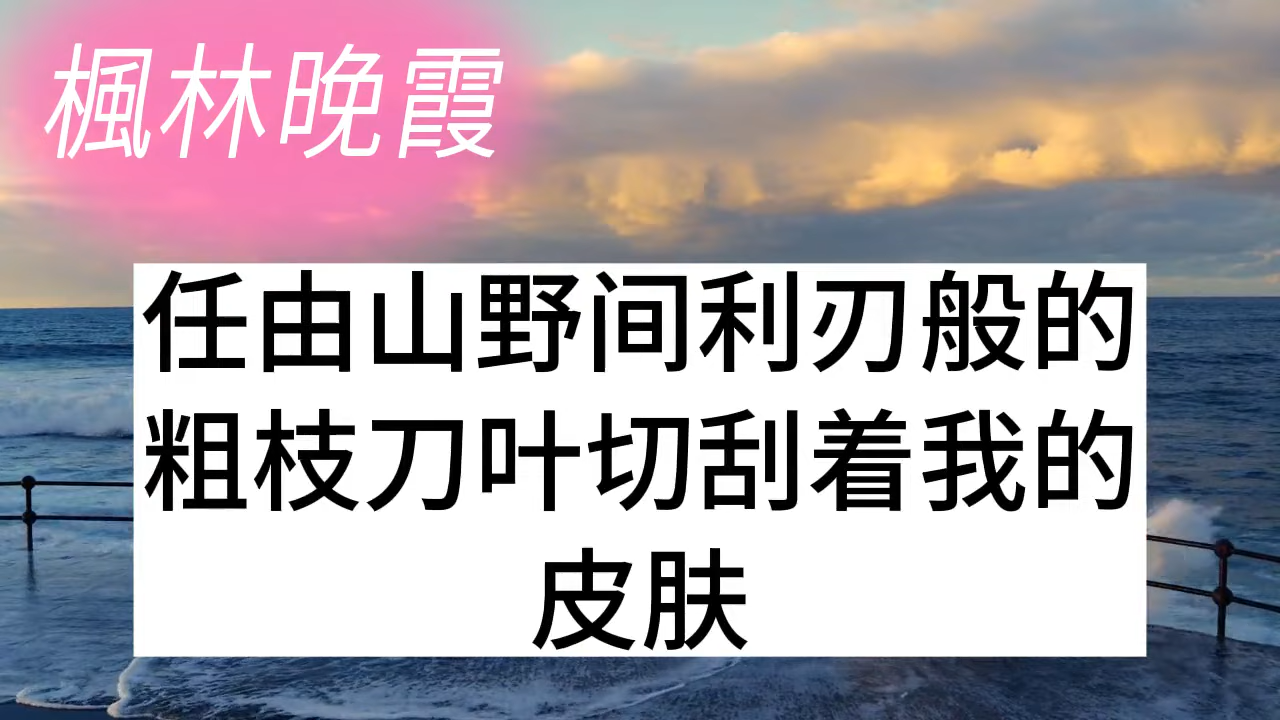 楓林晚霞
任由山野间利刃般的
粗枝刀叶切刮着我的
皮肤